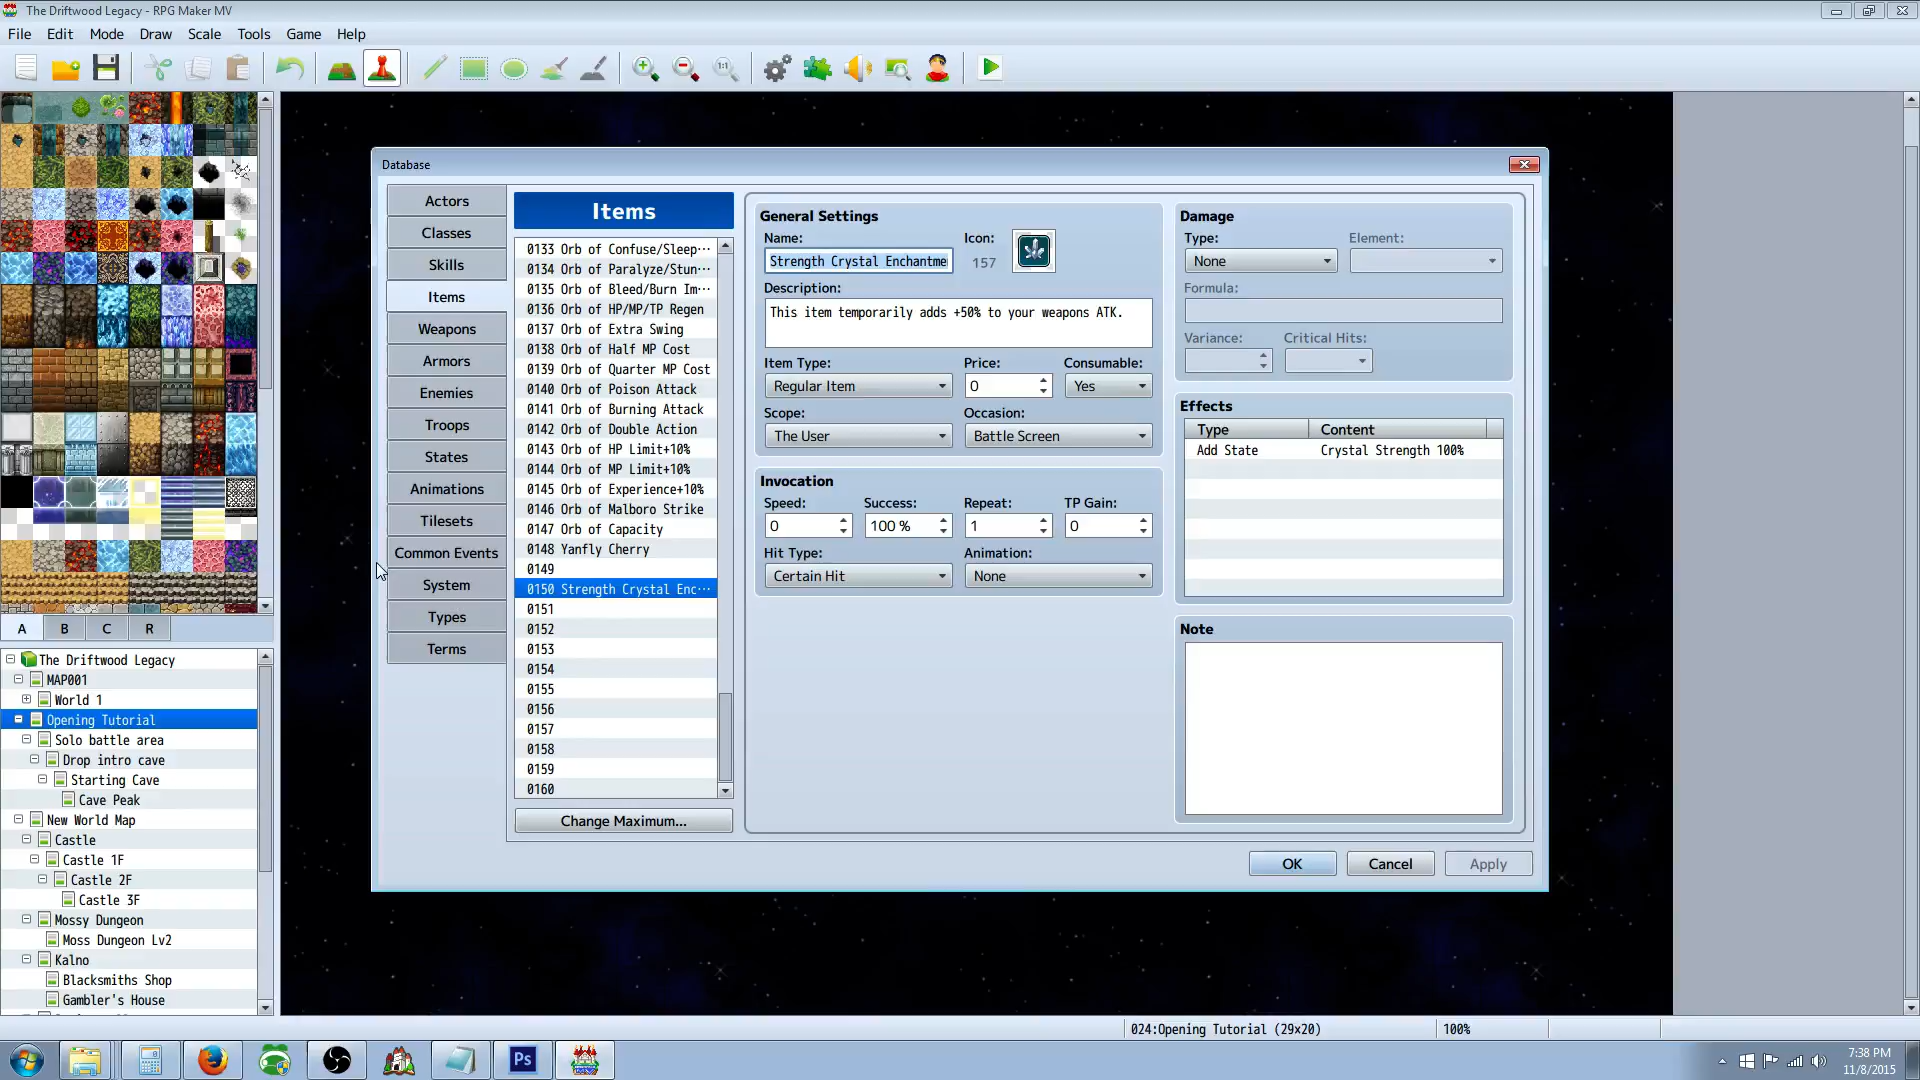 The Driftwood Legacy - RPG Maker MV
File Edit Mode Draw Scale Tools Game Help
1:1
Database
Actors
Classes
Skills
Items
Weapons
Armors
Enemies
Troops
States
Animations
Tilesets
Common Events
System
Types
Terms
Items
0133 Orb of Confuse/Sleep···
0134 Orb of Paralyze/Stun···
0135 Orb of Bleed/Burn Im···
0136 Orb of HP/MP/TP Regen
0137 Orb of Extra Swing
0138 Orb of Half MP Cost
0139 Orb of Quarter MP Cost
0140 Orb of Poison Attack
0141 Orb of Burning Attack
0142 Orb of Double Action
0143 Orb of HP Limit+10%
0144 Orb of MP Limit+10%
0145 Orb of Experience+10%
0146 Orb of Malboro Strike
0147 Orb of Capacity
0148 Yanfly Cherry
0149
0150 Strength Crystal Enc···
0151
0152
0153
0154
0155
0156
0157
0158
0159
0160
Change Maximum...
General Settings
Name: Icon:
Strength Crystal Enchantme 157
Description:
This item temporarily adds +50% to your weapons ATK.
Item Type: Price: Consumable:
Regular Item 0 Yes
Scope: Occasion:
The User Battle Screen
Invocation
Speed: Success: Repeat: TP Gain:
0 100 % 1 0
Hit Type: Animation:
Certain Hit None
Damage
Type: Element:
None
Formula:
Variance: Critical Hits:
Effects
Type Content
Add State Crystal Strength 100%
Note
OK Cancel Apply
A B C R
The Driftwood Legacy
MAP001
World 1
Opening Tutorial
Solo battle area
Drop intro cave
Starting Cave
Cave Peak
New World Map
Castle
Castle 1F
Castle 2F
Castle 3F
Mossy Dungeon
Moss Dungeon Lv2
Kalno
Blacksmiths Shop
Gambler's House
024:Opening Tutorial (29x20) 100%
Ps
7:38 PM
11/8/2015